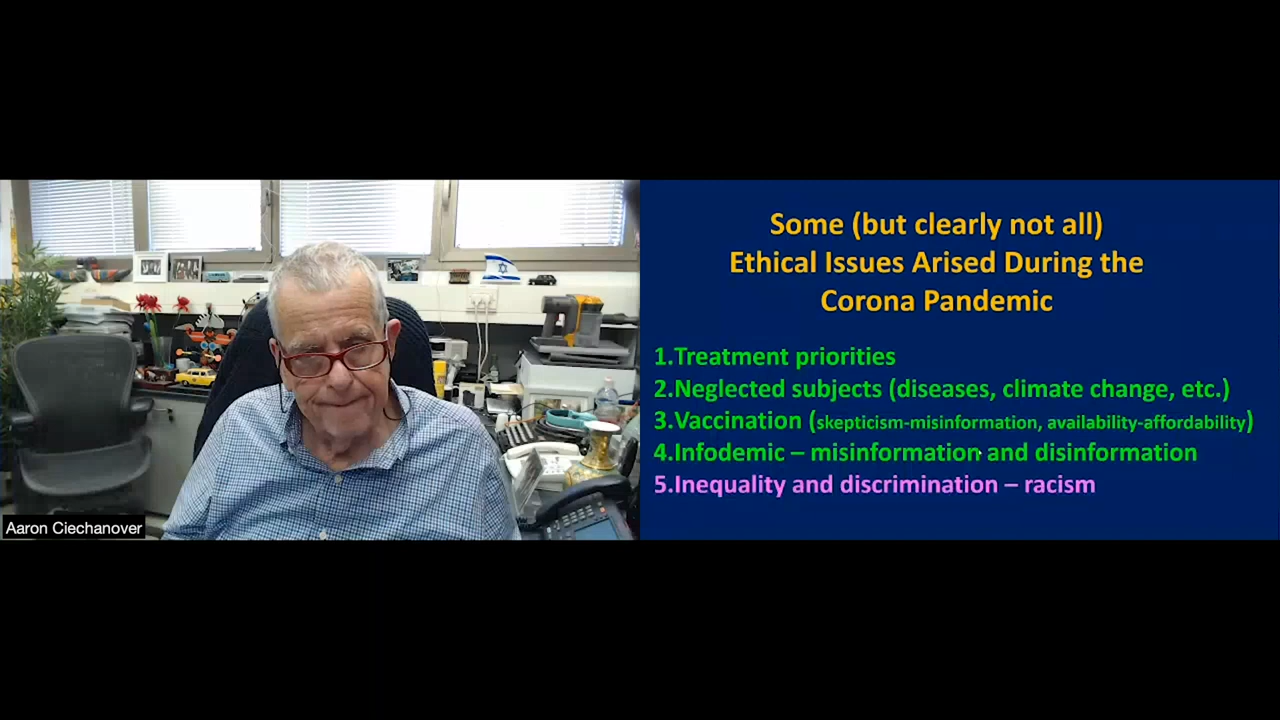 Some (but clearly not all)
Ethical Issues Arised During the
Corona Pandemic
1.Treatment priorities
2.Neglected subjects (diseases, climate change, etc.)
3.Vaccination (skepticism-misinformation, availability-affordability)
4.Infodemic – misinformation and disinformation
5.Inequality and discrimination – racism
Aaron Ciechanover